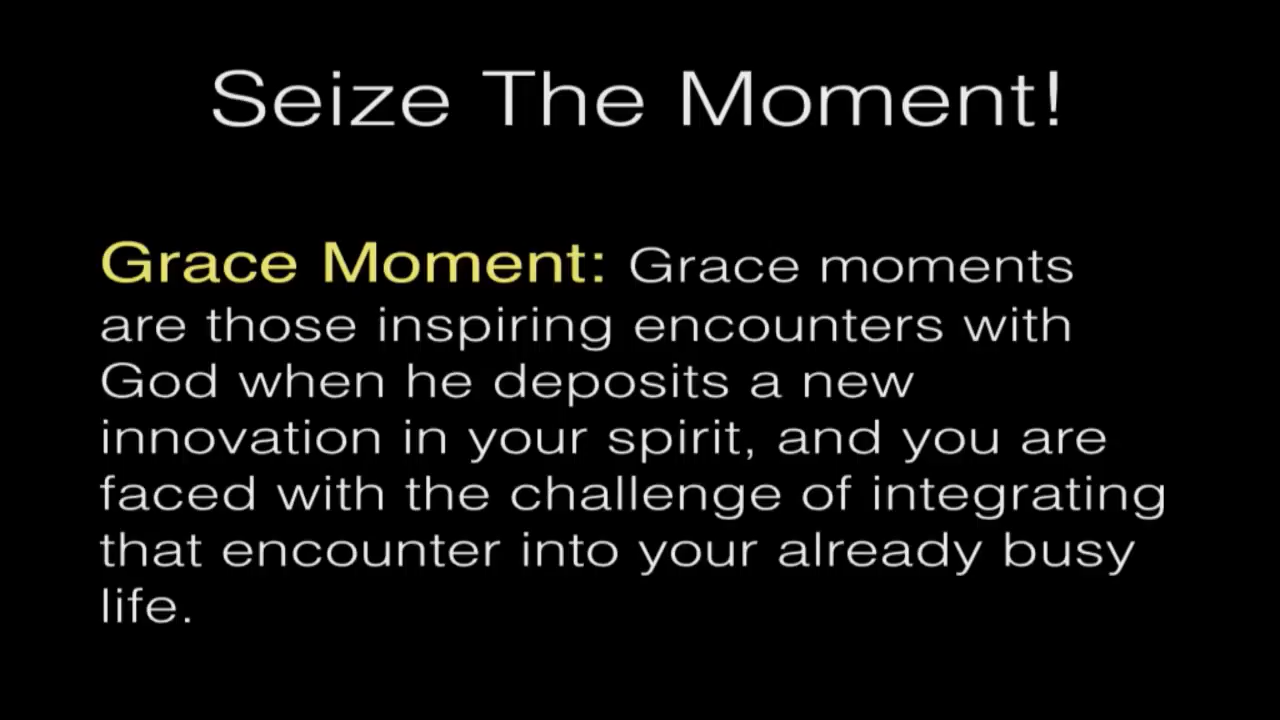 Seize The Moment!
Grace Moment: Grace moments
are those inspiring encounters with
God when he deposits a new
innovation in your spirit, and you are
faced with the challenge of integrating
that encounter into your already busy
life.